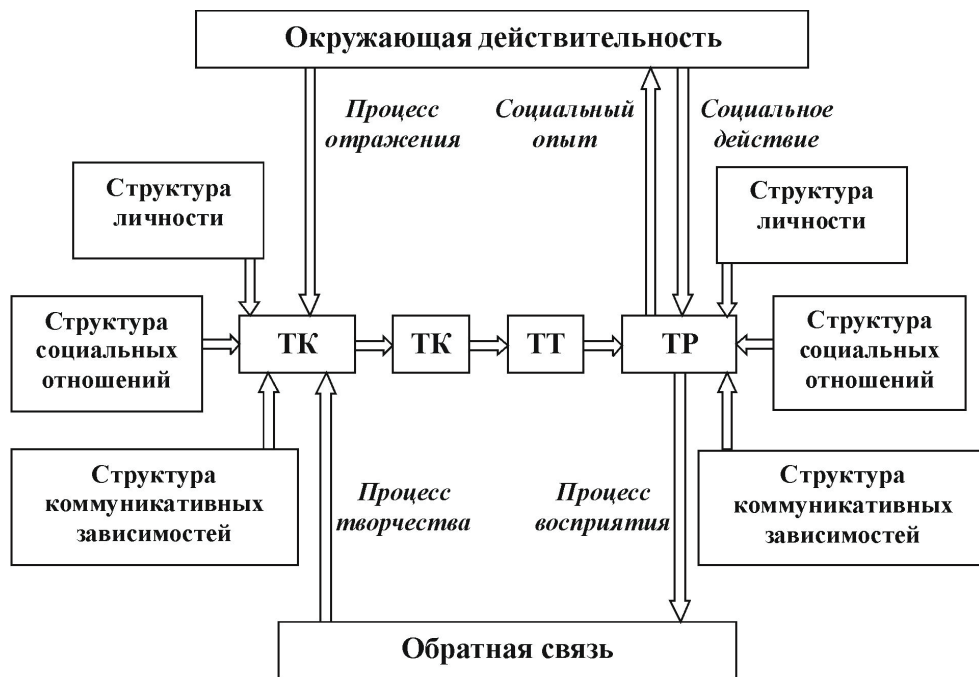 Окружающая действительность
Процесс
отражения
Социальный
опыт
Социальное
действие
Структура
личности
Структура
личности
Структура
социальных
отношений
ТК
ТК
ТТ
ТР
Структура
социальных
отношений
Структура
коммуникативных
зависимостей
Процесс
творчества
Процесс
восприятия
Структура
коммуникативных
зависимостей
Обратная связь